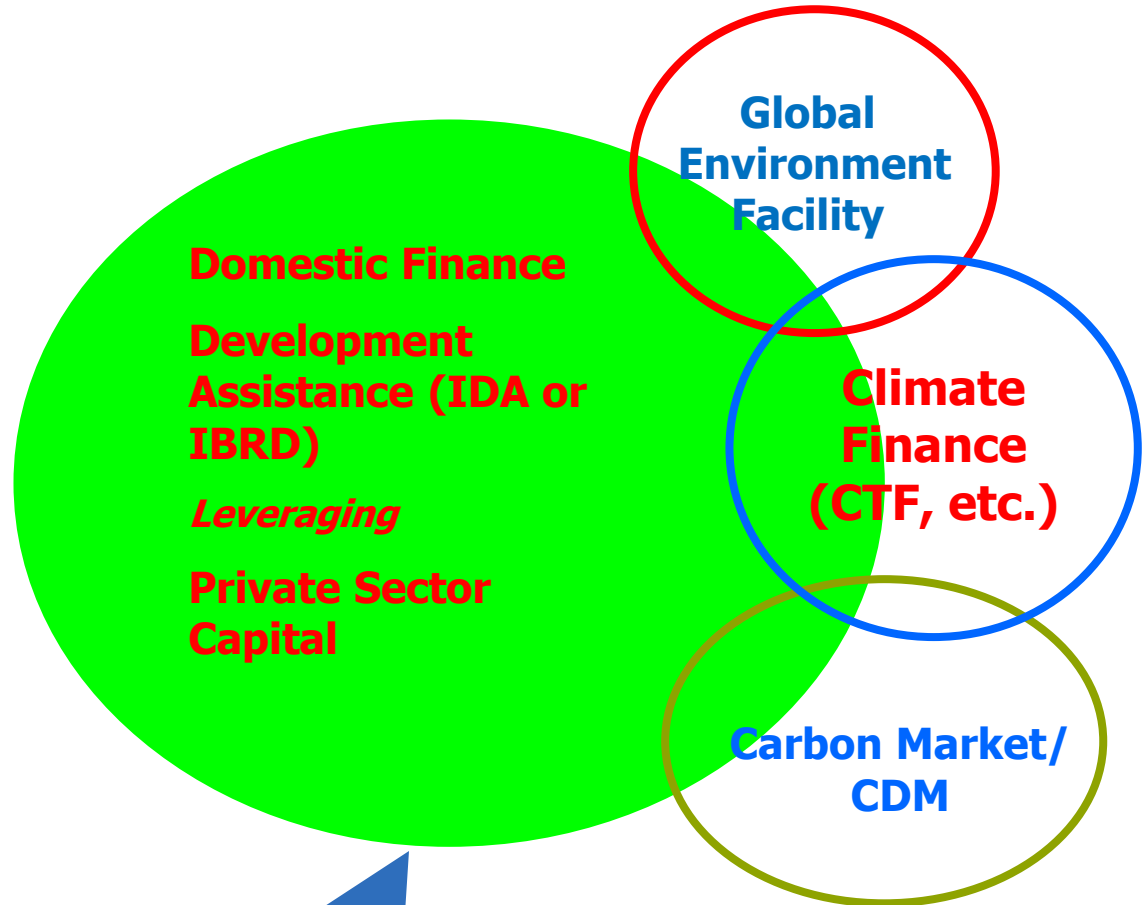 Global
Environment
Facility
Domestic Finance
Development
Assistance (IDA or
IBRD)
Leveraging
Private Sector
Capital
Climate
Finance
(CTF, etc.)
Carbon Market/
CDM